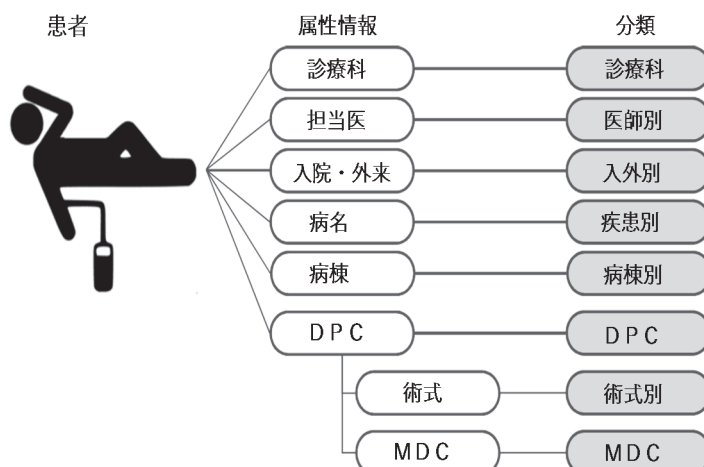 患者 属性情報 分類
診療科 診療科
担当医 医師別
入院・外来 入外別
病名 疾患別
病棟 病棟別
DPC DPC
術式 術式別
MDC MDC